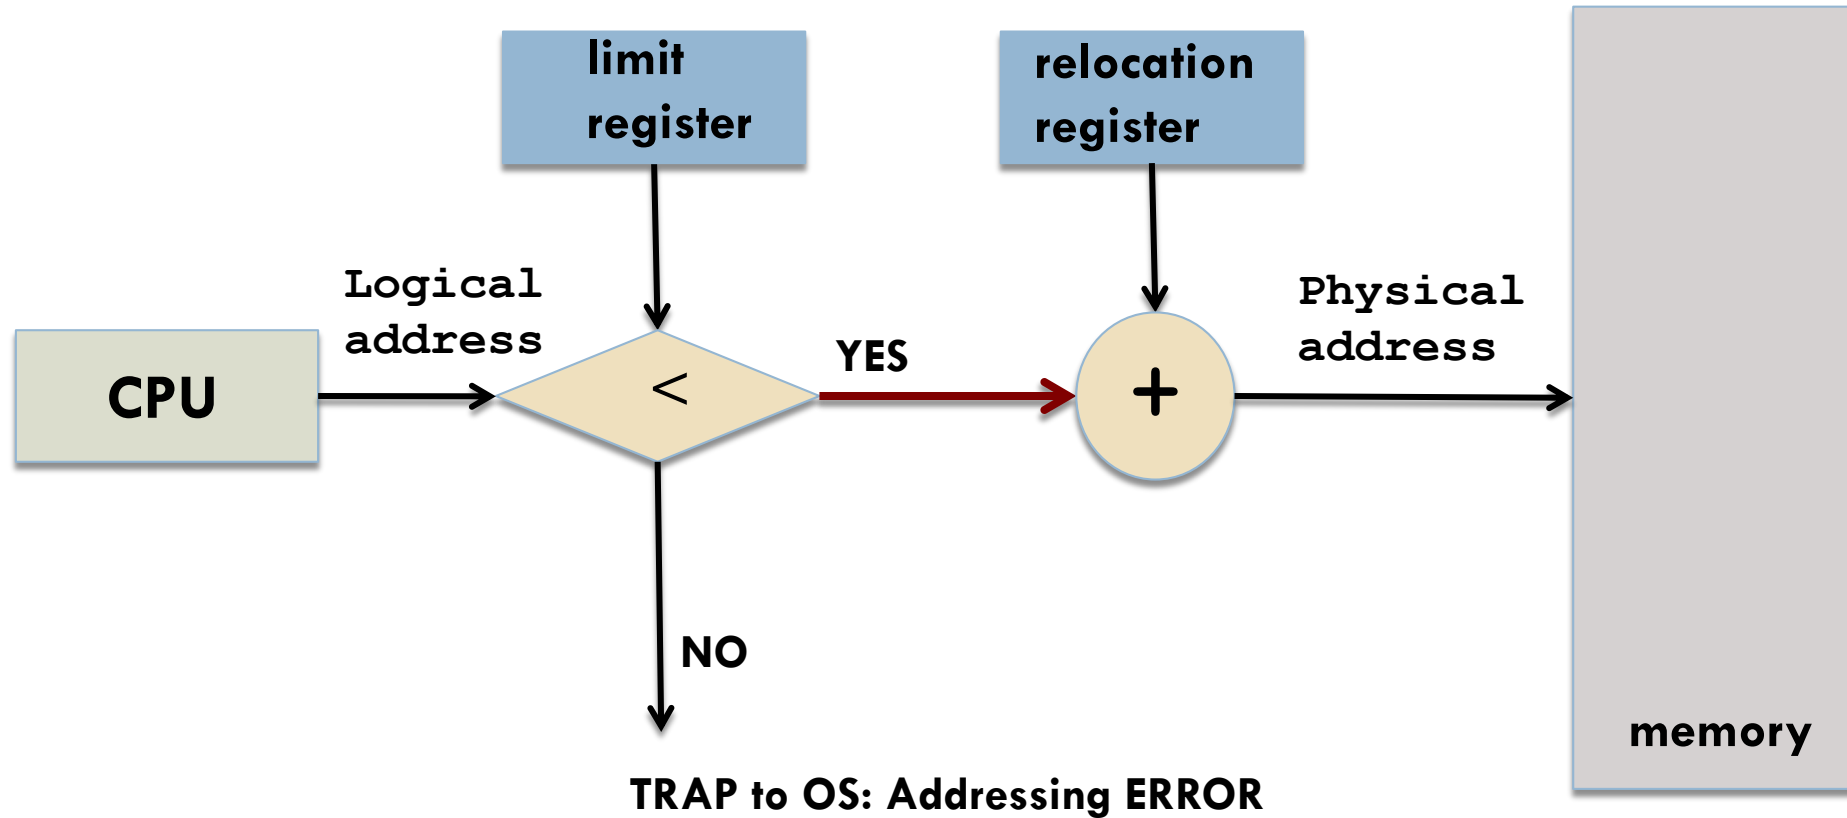 limit
register
relocation
register
Logical
address
Physical
address
CPU
<
YES
+
NO
memory
TRAP to OS: Addressing ERROR